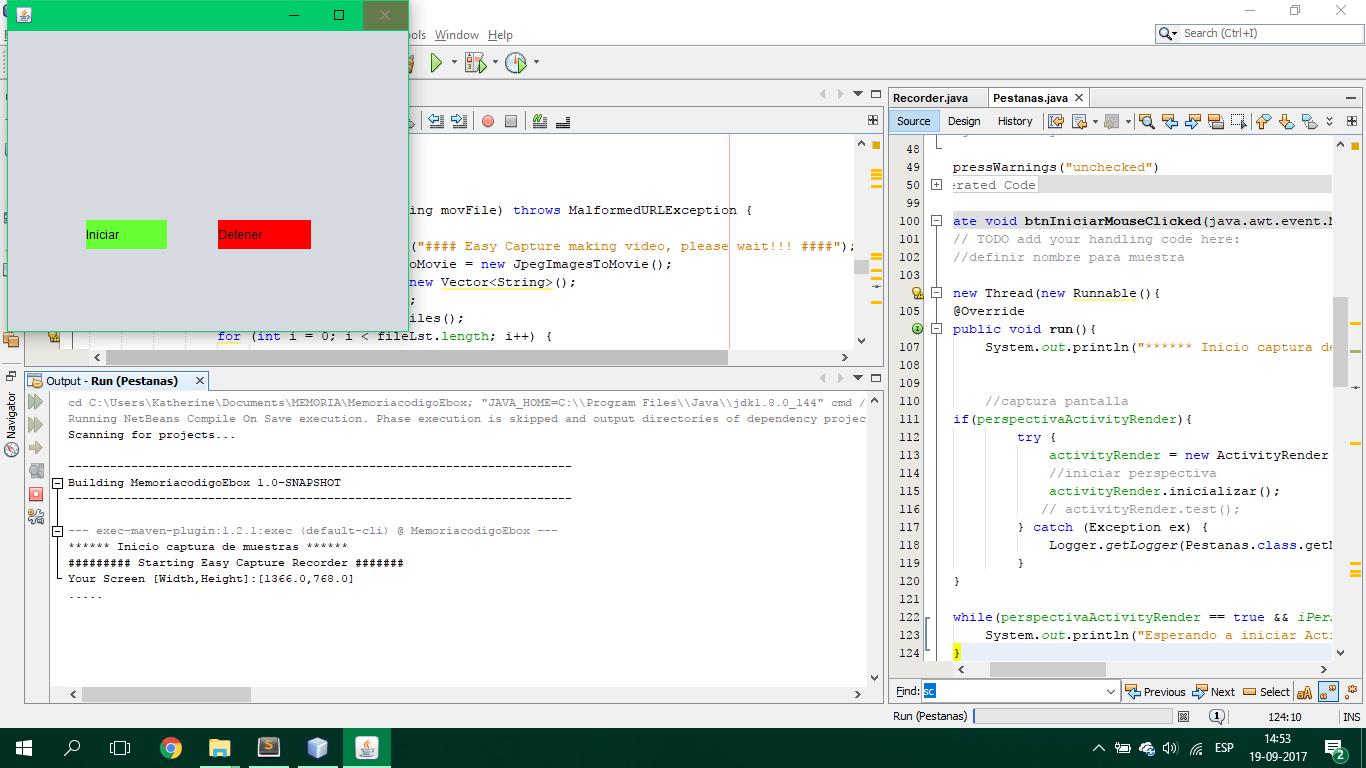 ols Window Help
Search (Ctrl+I)
Iniciar
Detener
ing movFile) throws MalformedURLException {
("#### Easy Capture making video, please wait!!! ####");
oMovie = new JpegImagesToMovie();
new Vector<String>();
;
iles();
for (int i = 0; i < fileLst.length; i++) {
Output - Run (Pestanas)
Navigator
cd C:\Users\Katherine\Documents\MEMORIA\MemoriacodigoEbox; "JAVA_HOME=C:\\Program Files\\Java\\jdk1.8.0_144" cmd /
Running NetBeans Compile On Save execution. Phase execution is skipped and output directories of dependency projec
Scanning for projects...
------------------------------------------------------------------------
Building MemoriacodigoEbox 1.0-SNAPSHOT
------------------------------------------------------------------------
--- exec-maven-plugin:1.2.1:exec (default-cli) @ MemoriacodigoEbox ---
****** Inicio captura de muestras ******
######### Starting Easy Capture Recorder #######
Your Screen [Width,Height]:[1366.0,768.0]
.....
Recorder.java Pestanas.java
Source Design History
48
49 pressWarnings("unchecked")
50 erated Code
99
100 ate void btnIniciarMouseClicked(java.awt.event.M
101 // TODO add your handling code here:
102 //definir nombre para muestra
103
new Thread(new Runnable(){
105 @Override
public void run(){
107 System.out.println("****** Inicio captura de
108
109
110 //captura pantalla
111 if(perspectivaActivityRender){
112 try {
113 activityRender = new ActivityRender
114 //iniciar perspectiva
115 activityRender.inicializar();
116 // activityRender.test();
117 } catch (Exception ex) {
118 Logger.getLogger(Pestanas.class.getN
119 }
120 }
121
122 while(perspectivaActivityRender == true && iPers
123 System.out.println("Esperando a iniciar Acti
124 }
Find: sc Previous Next Select
Run (Pestanas) 1 124:10 INS
ESP 14:53
19-09-2017 2